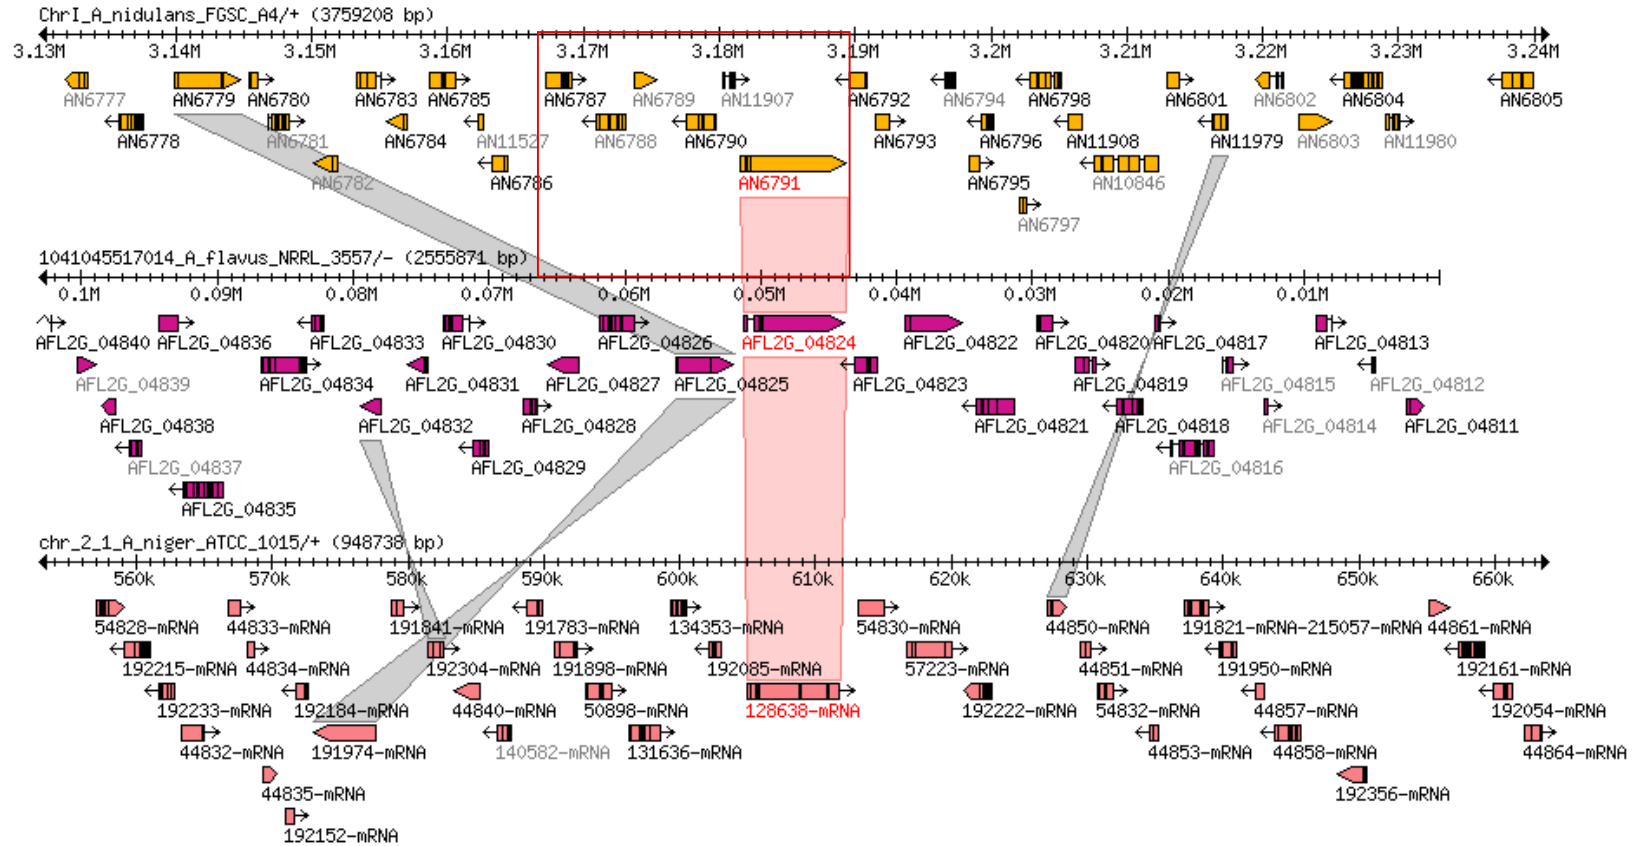 ChrI_A_nidulans_FGSC_A4/+ (3759208 bp)
3.13M 3.14M 3.15M 3.16M 3.17M 3.18M 3.19M 3.20M 3.21M 3.22M 3.23M 3.24M
AN6777 AN6779 AN6780 AN6783 AN6785 AN6787 AN6789 AN11907 AN6792 AN6794 AN6798 AN6801 AN6802 AN6804 AN6805
AN6778 AN6781 AN6784 AN11527 AN6788 AN6790 AN6793 AN6796 AN11908 AN11979 AN6803 AN11980
AN6782 AN6786 AN6791 AN6795 AN10846
AN6797
1041045517014_A_flavus_NRRL_3557/- (2555871 bp)
0.1M 0.09M 0.08M 0.07M 0.06M 0.05M 0.04M 0.03M 0.02M 0.01M
AFL2G_04840 AFL2G_04836 AFL2G_04833 AFL2G_04830 AFL2G_04826 AFL2G_04824 AFL2G_04822 AFL2G_04820 AFL2G_04817 AFL2G_04813
AFL2G_04839 AFL2G_04834 AFL2G_04831 AFL2G_04827 AFL2G_04825 AFL2G_04823 AFL2G_04819 AFL2G_04815 AFL2G_04812
AFL2G_04838 AFL2G_04832 AFL2G_04828 AFL2G_04821 AFL2G_04818 AFL2G_04814 AFL2G_04811
AFL2G_04837 AFL2G_04829 AFL2G_04816
AFL2G_04835
chr_2_1_A_niger_ATCC_1015/+ (948738 bp)
560k 570k 580k 590k 600k 610k 620k 630k 640k 650k 660k
54828-mRNA 44833-mRNA 191841-mRNA 191783-mRNA 134353-mRNA 54830-mRNA 44850-mRNA 191821-mRNA-215057-mRNA 44861-mRNA
192215-mRNA 44834-mRNA 192304-mRNA 191898-mRNA 192085-mRNA 57223-mRNA 44851-mRNA 191950-mRNA 192161-mRNA
192233-mRNA 192184-mRNA 44840-mRNA 50898-mRNA 128638-mRNA 192222-mRNA 54832-mRNA 44857-mRNA 192054-mRNA
44832-mRNA 191974-mRNA 140582-mRNA 131636-mRNA 44853-mRNA 44858-mRNA 44864-mRNA
44835-mRNA 192356-mRNA
192152-mRNA